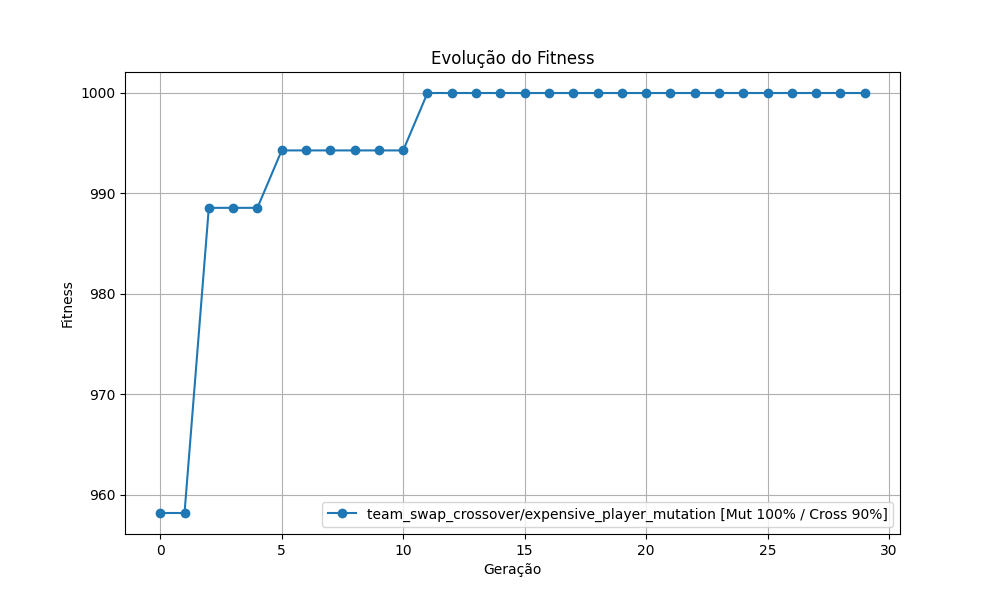 Evolução do Fitness
Fitness
1000
990
980
970
960
team_swap_crossover/expensive_player_mutation [Mut 100% / Cross 90%]
0 5 10 15 20 25 30
Geração